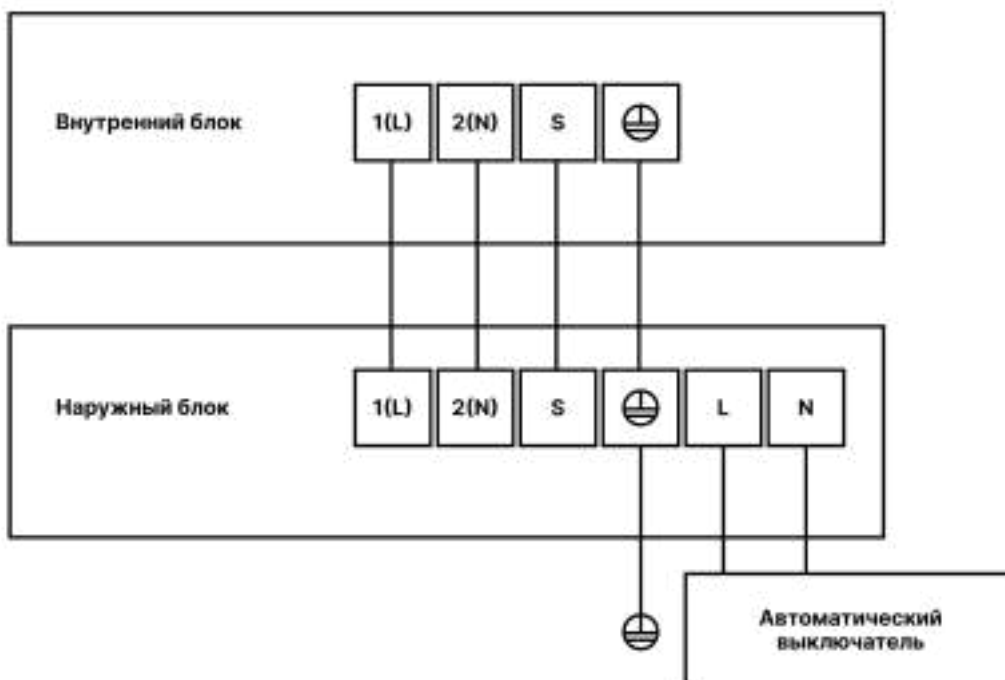 Внутренний блок 1(L) 2(N) S
Наружный блок 1(L) 2(N) S L N
Автоматический
выключатель